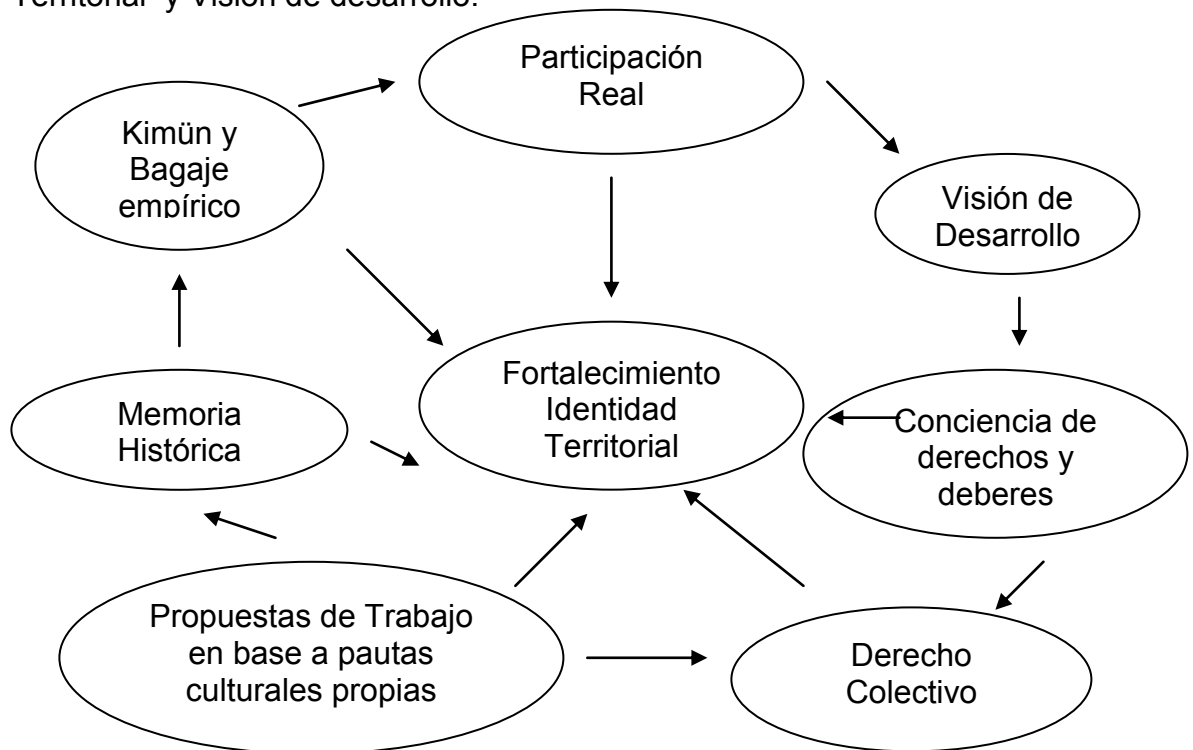 Territorial y Visión de desarrollo.
Participación
Real
Kimün y
Bagaje
empírico
Visión de
Desarrollo
Fortalecimiento
Identidad
Territorial
Memoria
Histórica
Conciencia de
derechos y
deberes
Propuestas de Trabajo
en base a pautas
culturales propias
Derecho
Colectivo